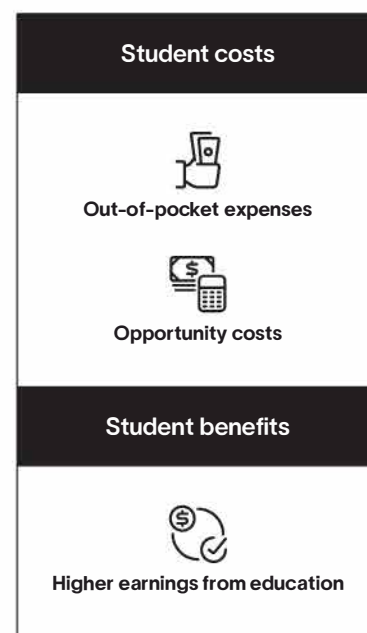 Student costs
Out-of-pocket expenses
$
Opportunity costs
Student benefits
$
Higher earnings from education